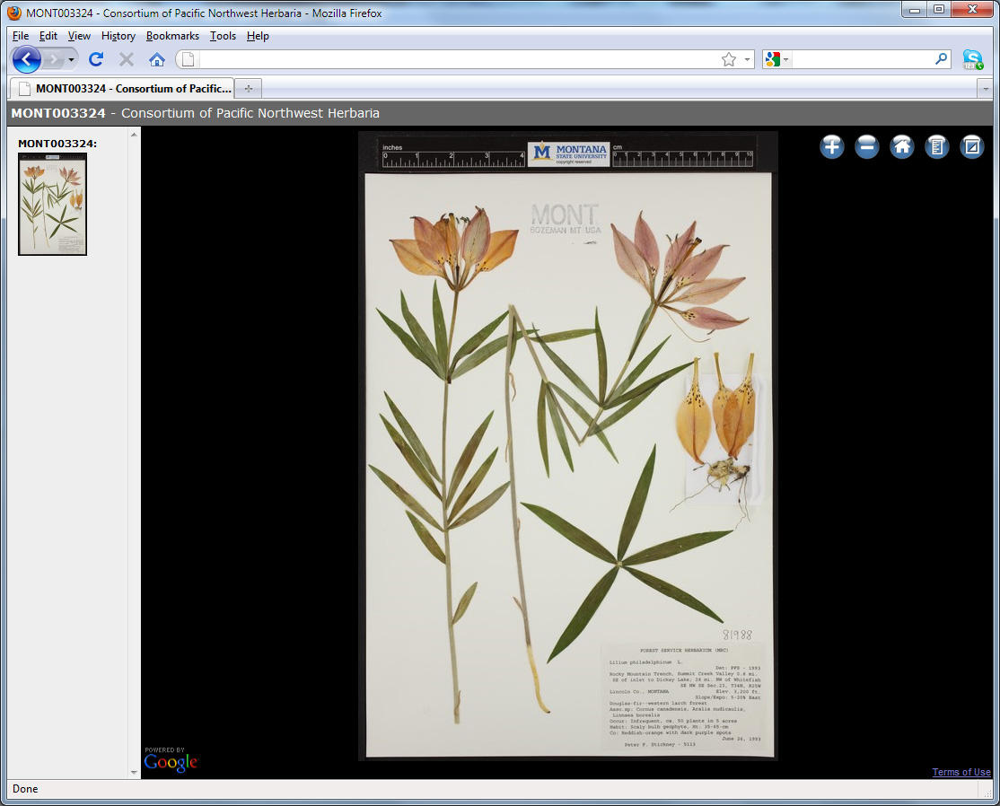 MONT003324 - Consortium of Pacific Northwest Herbaria - Mozilla Firefox
File Edit View History Bookmarks Tools Help
MONT003324 - Consortium of Pacific...
MONT003324 - Consortium of Pacific Northwest Herbaria
MONT003324:
inches
0 1 2 3 4
M MONTANA
STATE UNIVERSITY
copyright reserved
cm
0 1 2 3 4 5 6 7 8 9 10
MONT
BOZEMAN MT USA
81988
FOREST SERVICE HERBARIUM (MRC)
Lilium philadelphicum L.
Det: PFS - 1993
Rocky Mountain Trench, Summit Creek Valley 0.8 mi.
SE of inlet to Dickey Lake; 38 mi. NW of Whitefish
SE NW SE Sec.23, T34N, R25W
Lincoln Co., MONTANA Elev. 3,200 ft.
Slope/Expo: 5-20% East
Douglas-fir--western larch forest
Asso.sp: Cornus canadensis, Aralia nudicaulis,
Linnaea borealis
Occur: Infrequent, ca. 50 plants in 5 acres
Habit: Scaly bulb geophyte, Ht: 35-65-cm
Co: Reddish-orange with dark purple spots
June 26, 1993
Peter F. Stickney - 5113
POWERED BY
Google
Terms of Use
Done